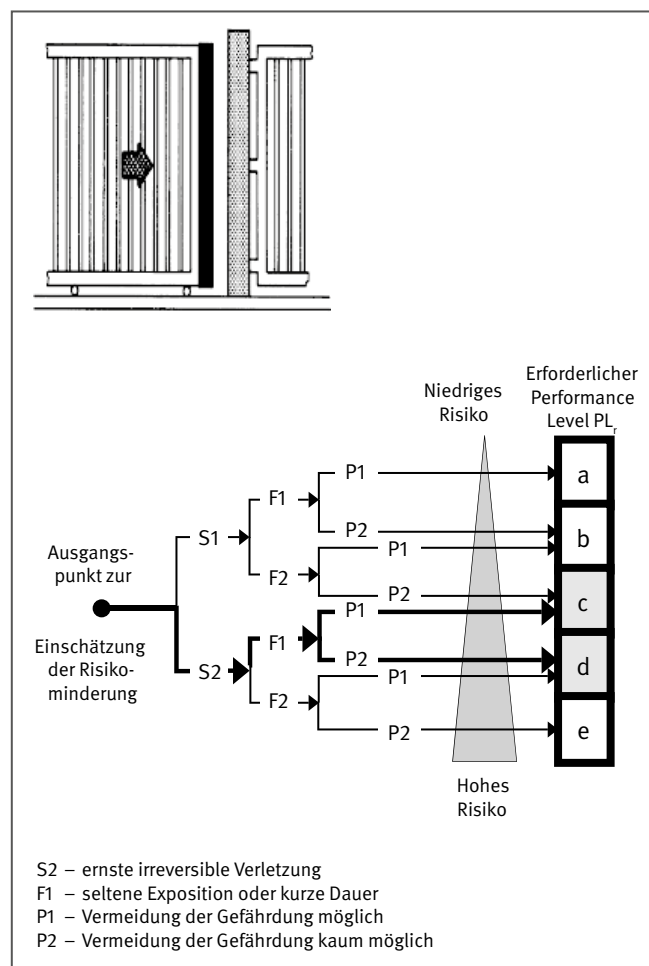 Niedriges
Risiko
Erforderlicher
Performance
Level PLr
P1
a
F1
P2
b
S1
P1
Ausgangs-
punkt zur
F2
P2
c
P1
Einschätzung
der Risiko-
minderung
F1
S2
P2
d
P1
F2
P2
e
Hohes
Risiko
S2 – ernste irreversible Verletzung
F1 – seltene Exposition oder kurze Dauer
P1 – Vermeidung der Gefährdung möglich
P2 – Vermeidung der Gefährdung kaum möglich